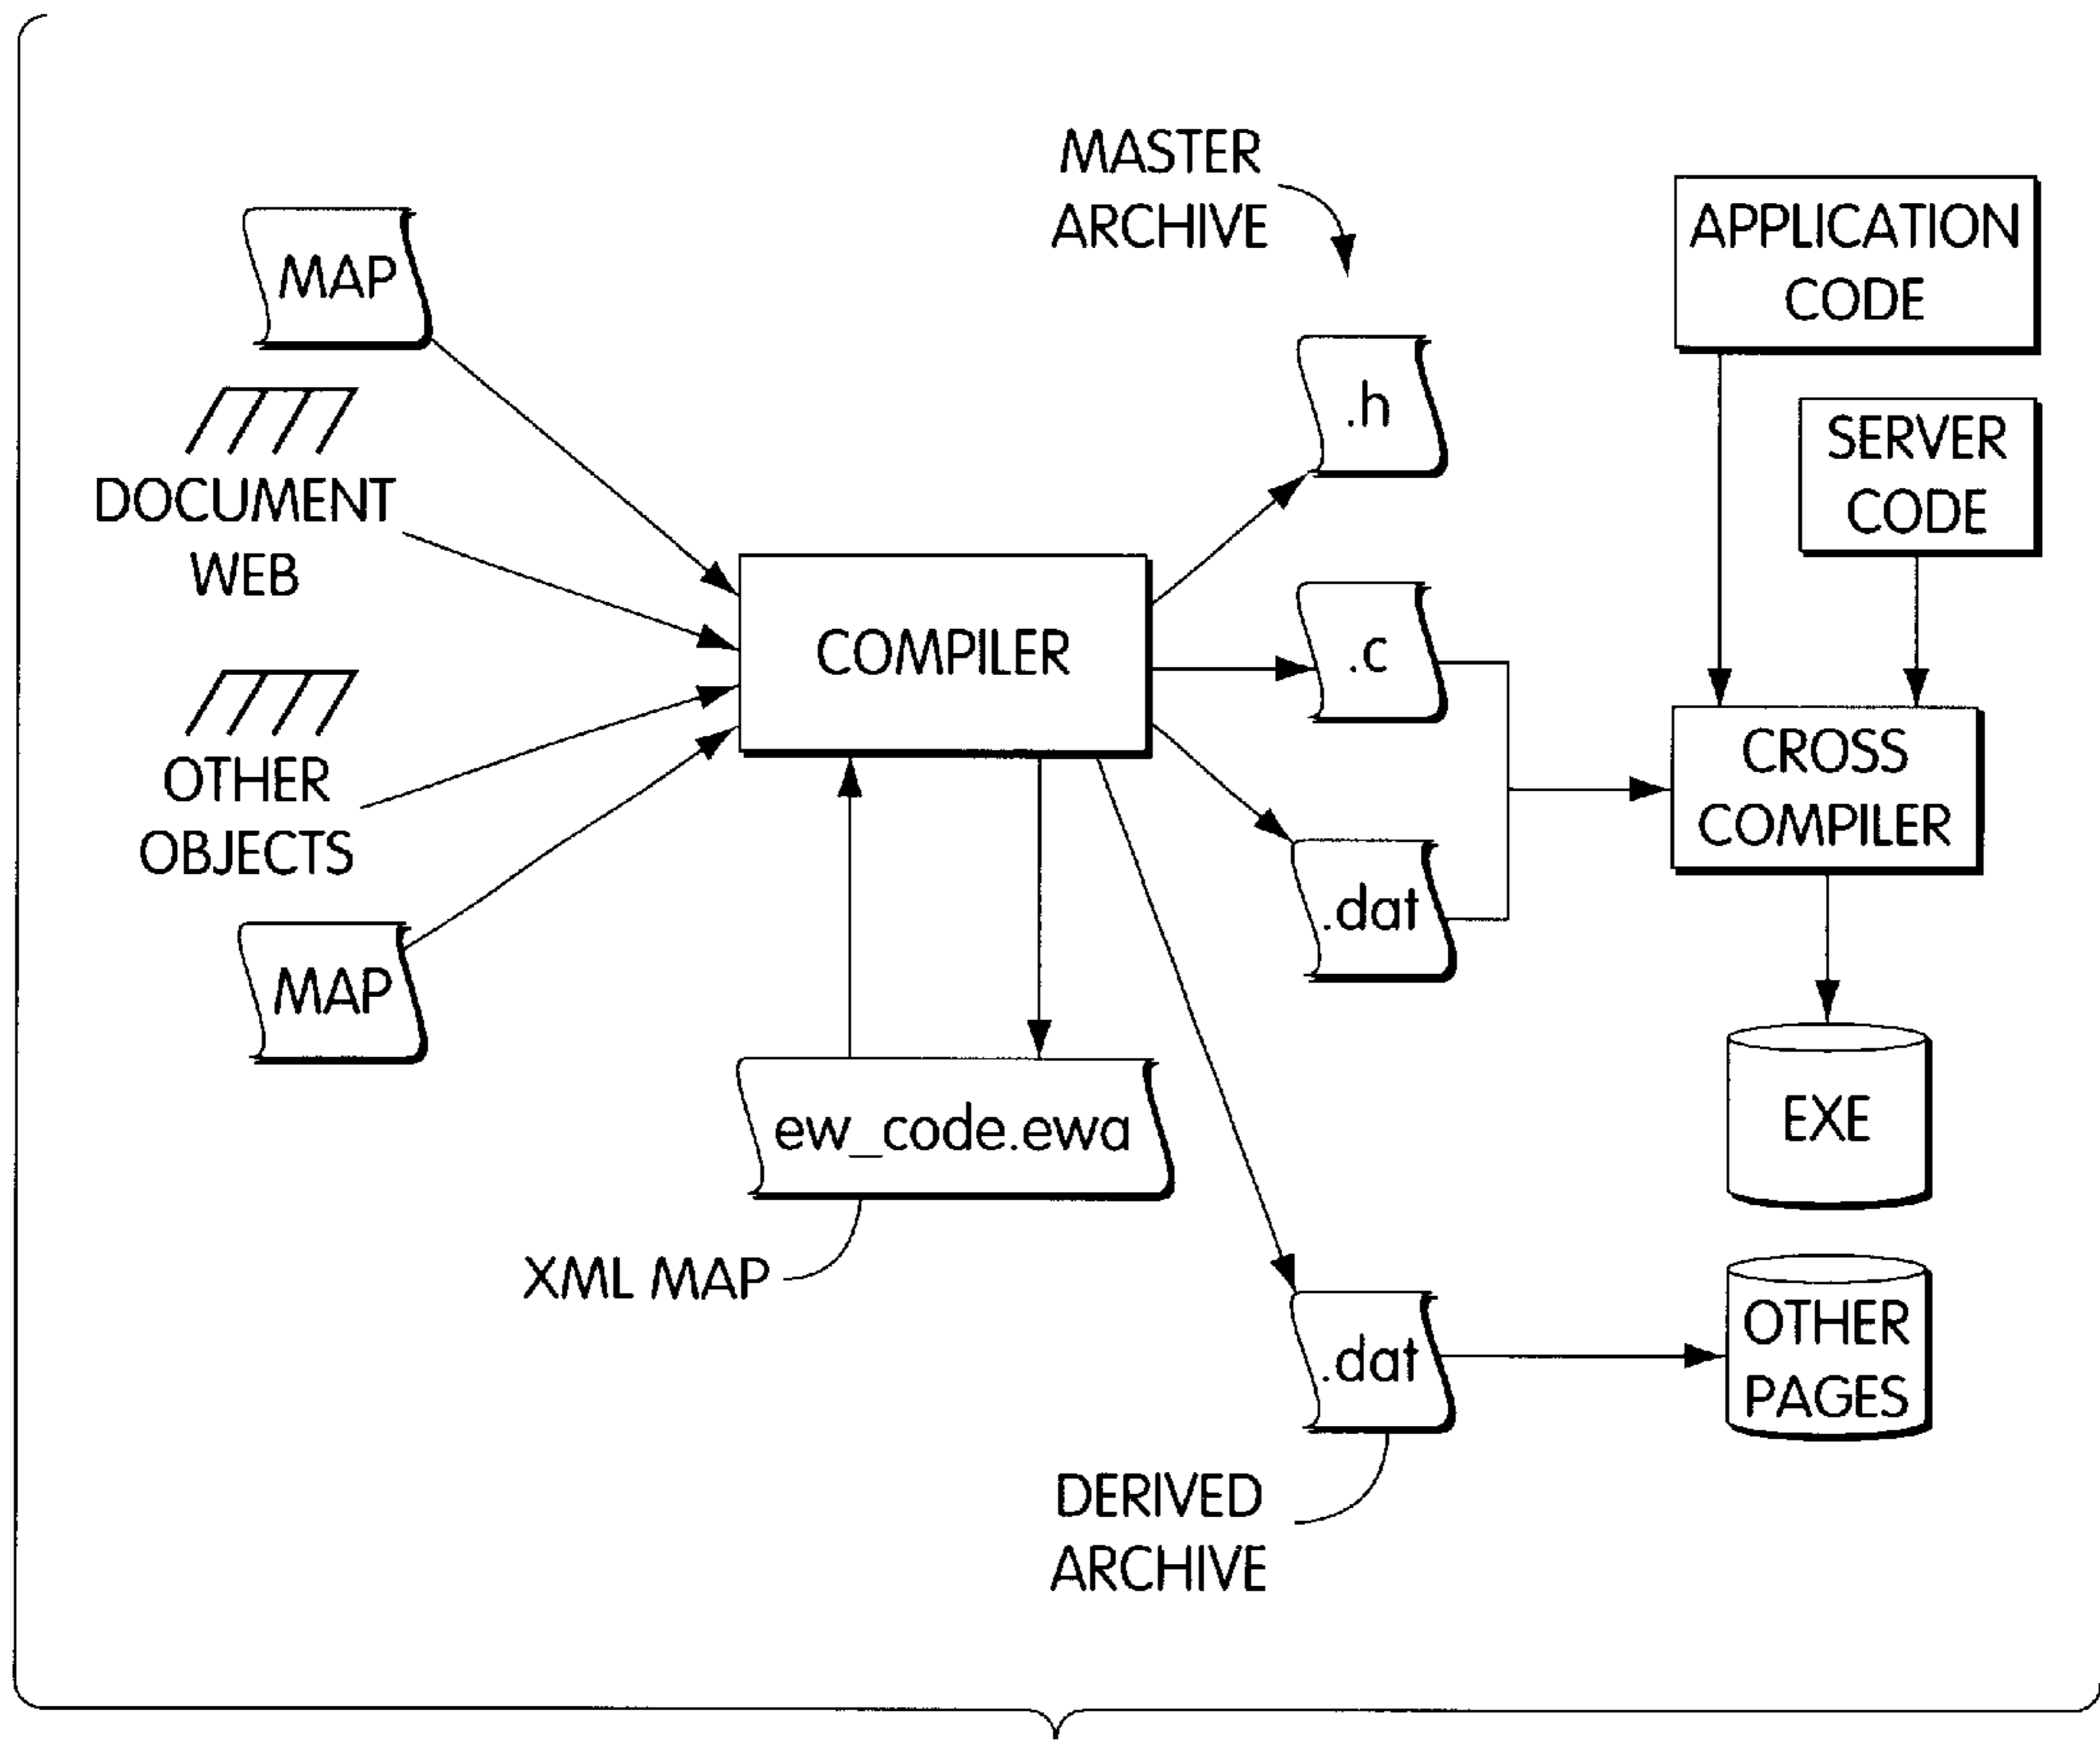 MASTER
ARCHIVE
MAP
APPLICATION
CODE
.h
DOCUMENT
WEB
SERVER
CODE
COMPILER
.c
OTHER
OBJECTS
CROSS
COMPILER
.dat
MAP
ew_code.ewa
EXE
XML MAP
.dat
OTHER
PAGES
DERIVED
ARCHIVE